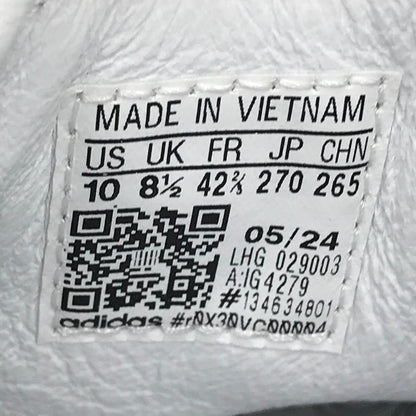 MADE IN VIETNAM
US UK FR JP CHN
10 8½ 42⅔ 270 265
05/24
LHG 029003
A:IG4279
#134634801
adidas